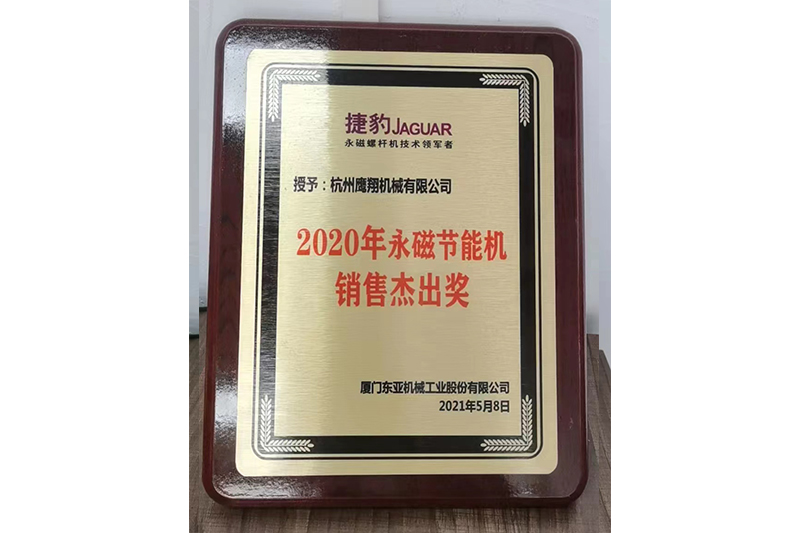 捷豹JAGUAR
永磁螺杆机技术领军者
授予：杭州鹰翔机械有限公司
2020年永磁节能机
销售杰出奖
厦门东亚机械工业股份有限公司
2021年5月8日